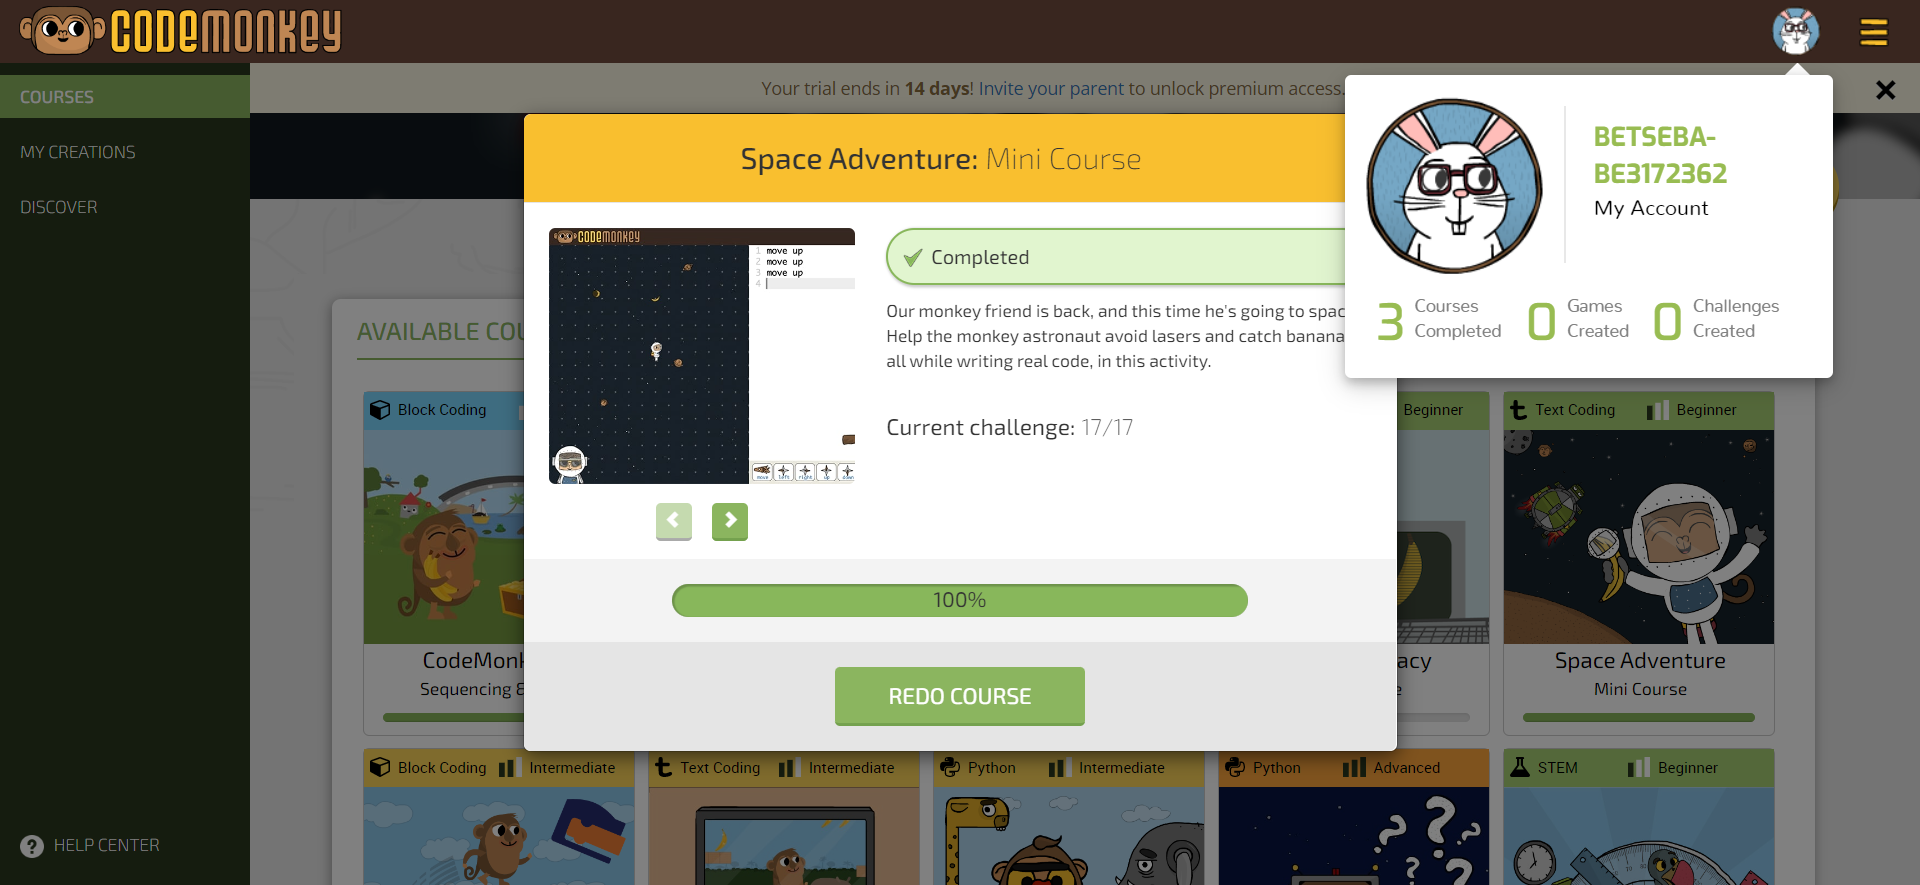 CODEMONKEY
COURSES
MY CREATIONS
DISCOVER
HELP CENTER
Your trial ends in 14 days! Invite your parent to unlock premium access.
BETSEBA-
BE3172362
My Account
3 Courses Completed
0 Games Created
0 Challenges Created
Space Adventure: Mini Course
CODEMONKEY
1 move up
2 move up
3 move up
4
move left right up down
Completed
Our monkey friend is back, and this time he's going to spac
Help the monkey astronaut avoid lasers and catch banana
all while writing real code, in this activity.
Current challenge: 17/17
100%
REDO COURSE
AVAILABLE COU
Block Coding
Beginner
Text Coding Beginner
CodeMonk
Sequencing &
acy
Space Adventure
Mini Course
Block Coding Intermediate
Text Coding Intermediate
Python Intermediate
Python Advanced
STEM Beginner